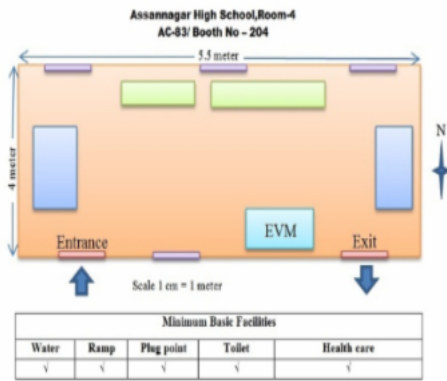 Assannagar High School,Room-4
AC-83/ Booth No – 204
5.5 meter
4 meter
N
EVM
Entrance
Exit
Scale 1 cm = 1 meter
Minimum Basic Facilities
Water Ramp Plug point Toilet Health care
√ √ √ √ √